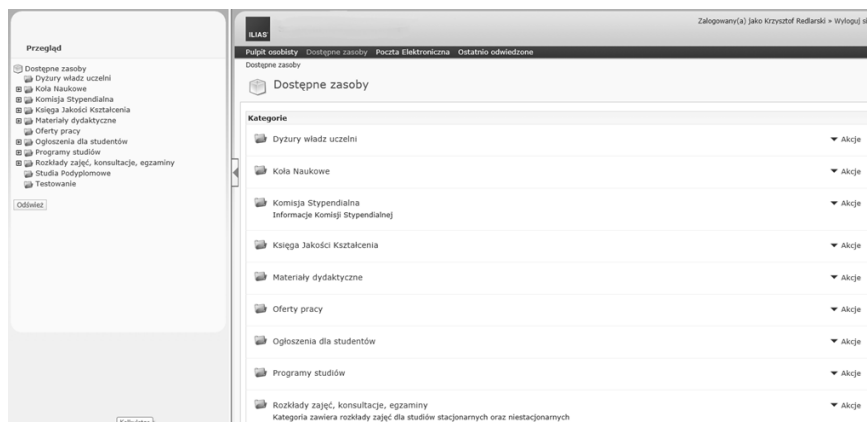 Przegląd
Dostępne zasoby
Dyżury władz uczelni
Koła Naukowe
Komisja Stypendialna
Księga Jakości Kształcenia
Materiały dydaktyczne
Oferty pracy
Ogłoszenia dla studentów
Programy studiów
Rozkłady zajęć, konsultacje, egzaminy
Studia Podyplomowe
Testowanie
Odśwież
ILIAS
Zalogowany(a) jako Krzysztof Redlarski » Wyloguj si
Pulpit osobisty Dostępne zasoby Poczta Elektroniczna Ostatnio odwiedzone
Dostępne zasoby
Dostępne zasoby
Kategorie
Dyżury władz uczelni Akcje
Koła Naukowe Akcje
Komisja Stypendialna Akcje
Informacje Komisji Stypendialnej
Księga Jakości Kształcenia Akcje
Materiały dydaktyczne Akcje
Oferty pracy Akcje
Ogłoszenia dla studentów Akcje
Programy studiów Akcje
Rozkłady zajęć, konsultacje, egzaminy Akcje
Kategoria zawiera rozkłady zajęć dla studiów stacjonarnych oraz niestacjonarnych